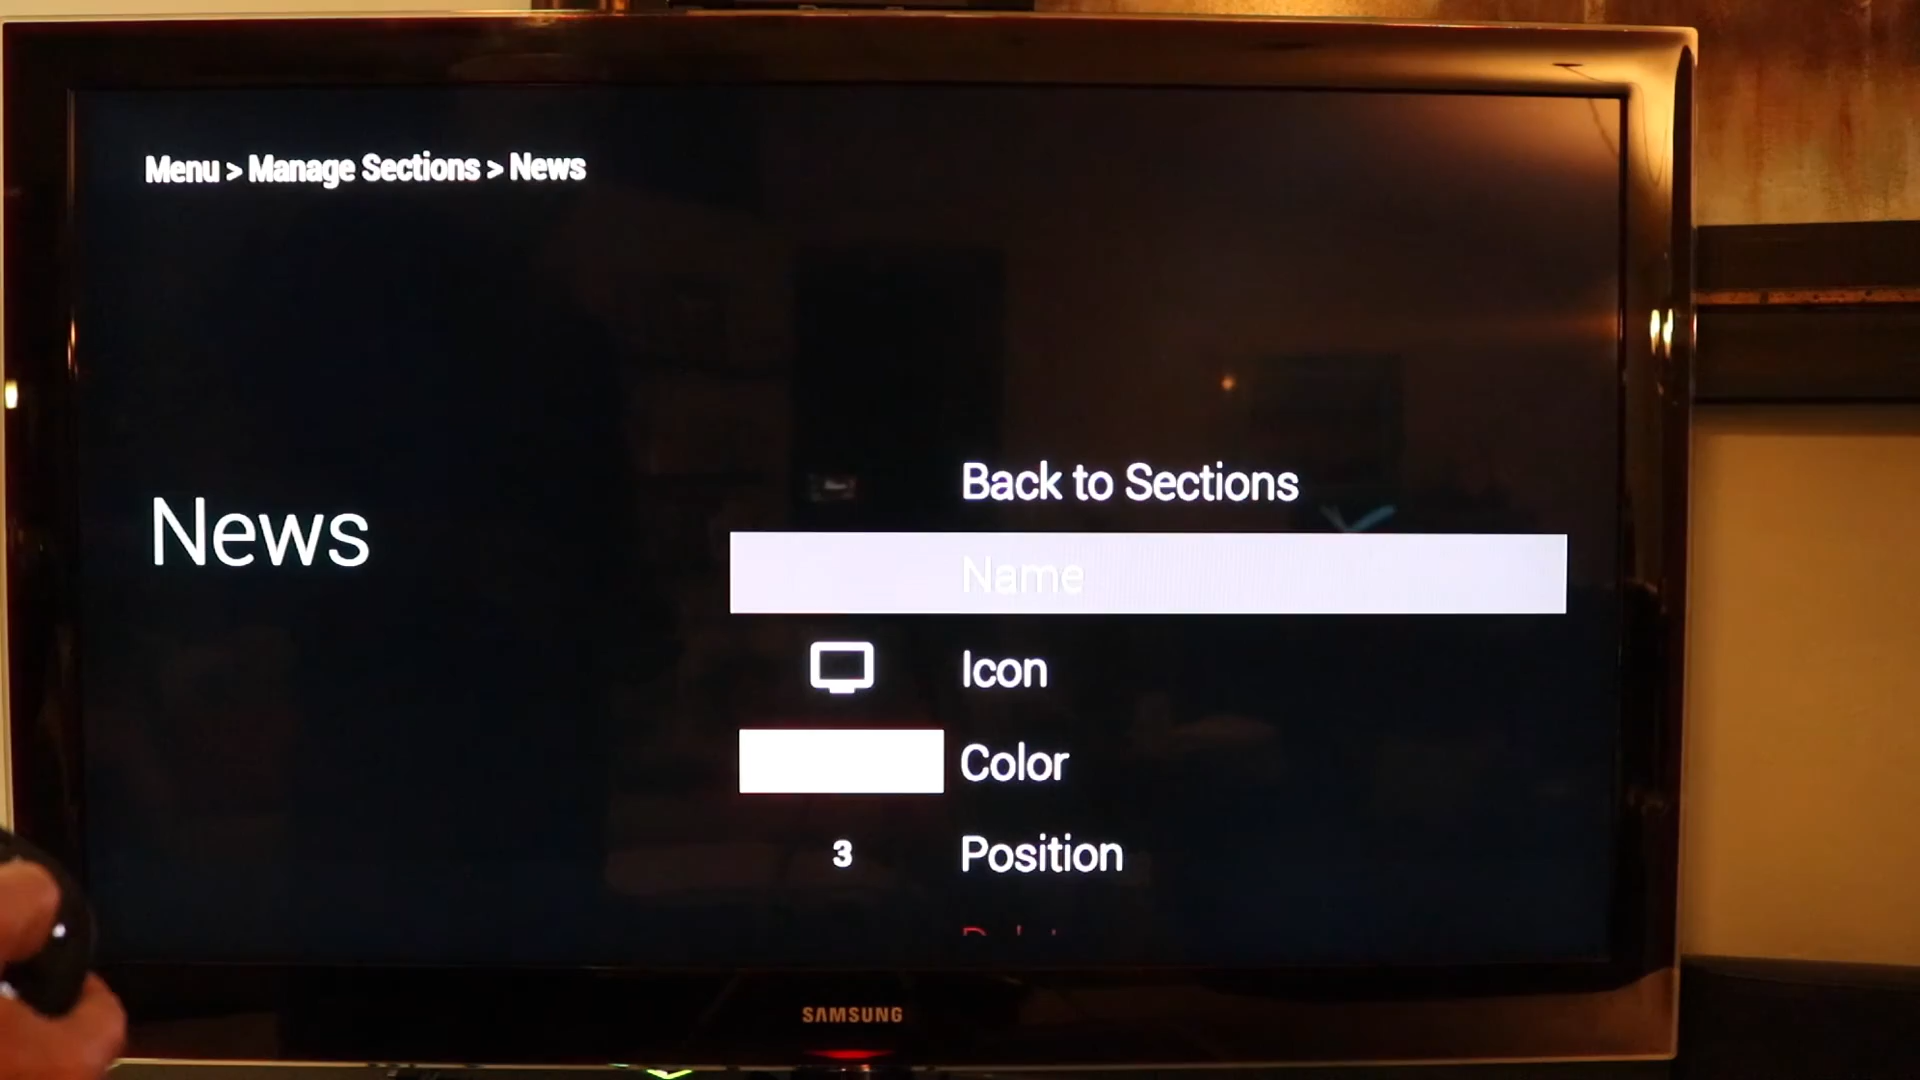 Menu > Manage Sections > News
Back to Sections
News
Name
Icon
Color
3 Position
SAMSUNG